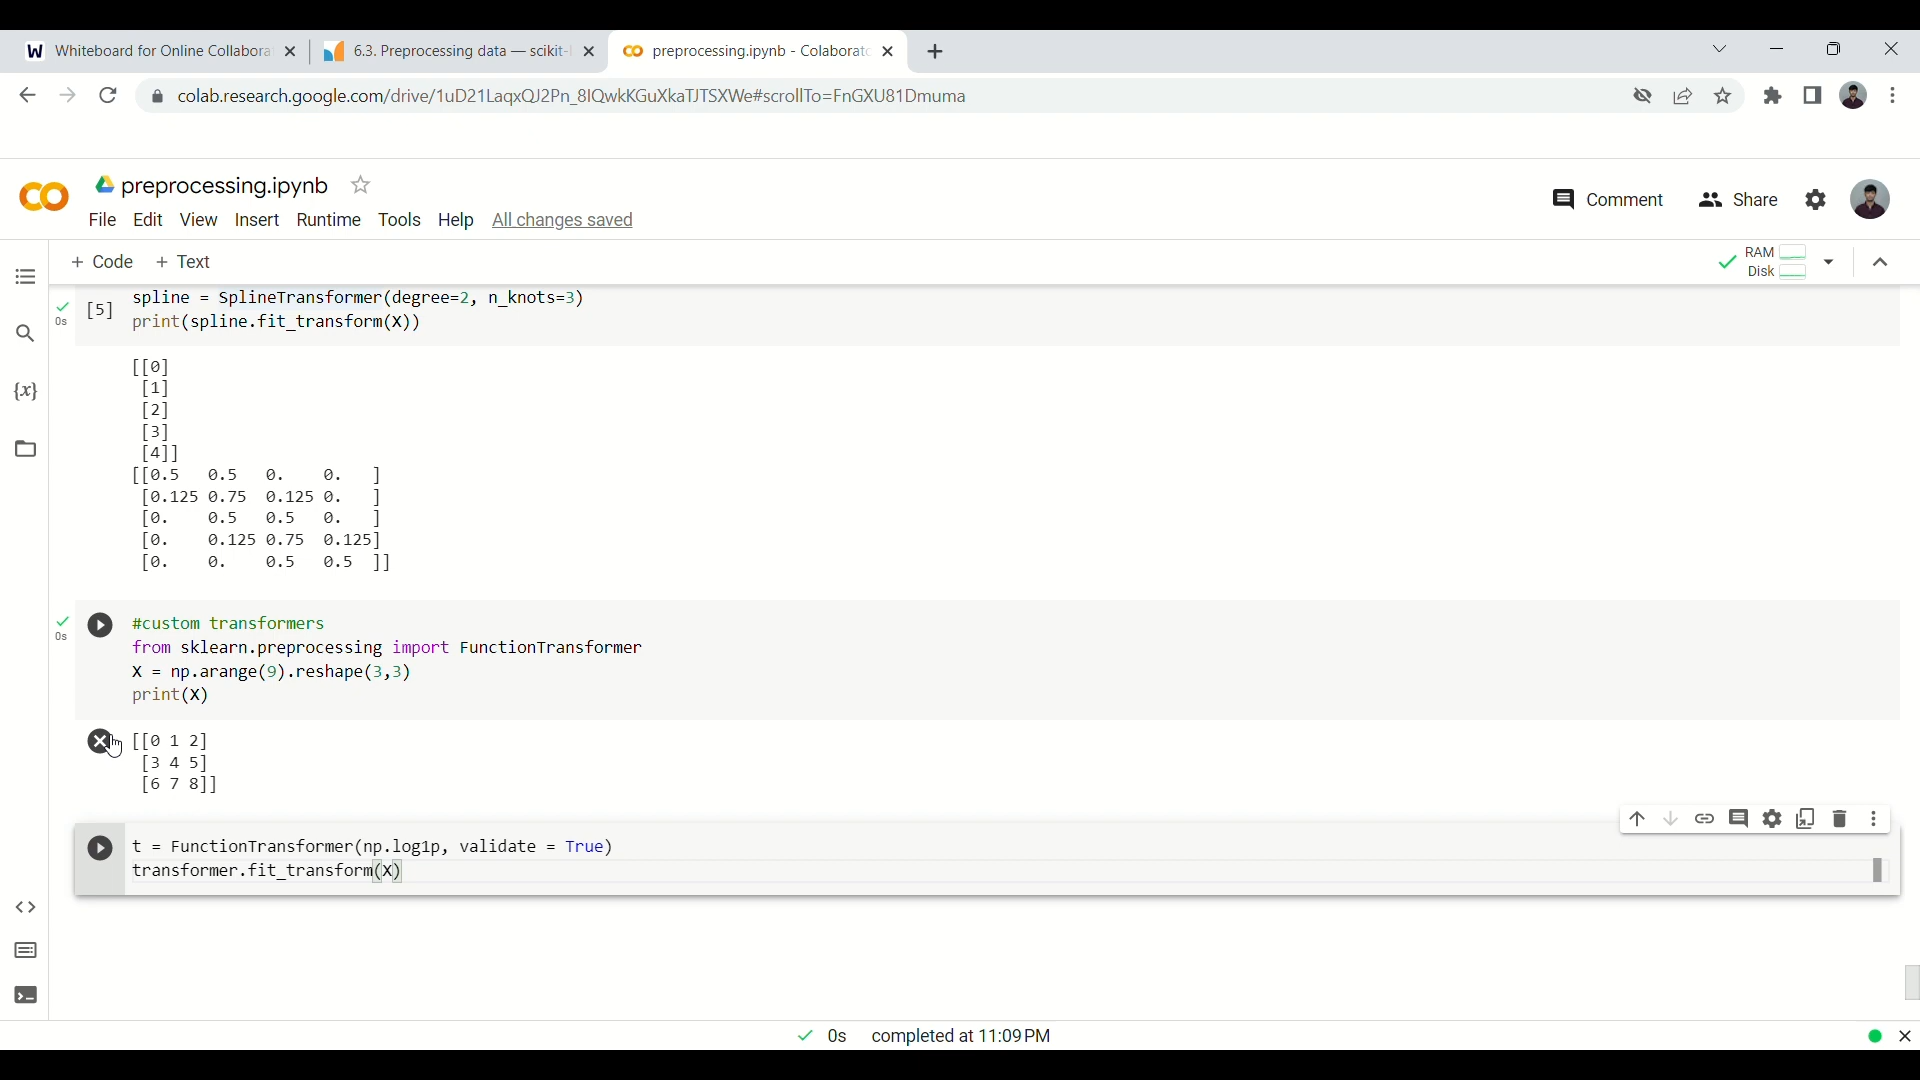 W Whiteboard for Online Collabora
6.3. Preprocessing data — scikit-
preprocessing.ipynb - Colaborato
colab.research.google.com/drive/1uD21LaqxQJ2Pn_8IQwkKGuXkaTJTSXWe#scrollTo=FnGXU81Dmuma
preprocessing.ipynb
File Edit View Insert Runtime Tools Help All changes saved
Comment Share
+ Code + Text
RAM
Disk
spline = SplineTransformer(degree=2, n_knots=3)
[5]
0s
print(spline.fit_transform(X))
[[0]
[1]
[2]
[3]
[4]]
[[0.5 0.5 0. 0. ]
[0.125 0.75 0.125 0. ]
[0. 0.5 0.5 0. ]
[0. 0.125 0.75 0.125]
[0. 0. 0.5 0.5 ]]
#custom transformers
0s
from sklearn.preprocessing import FunctionTransformer
X = np.arange(9).reshape(3,3)
print(X)
[[0 1 2]
[3 4 5]
[6 7 8]]
t = FunctionTransformer(np.log1p, validate = True)
transformer.fit_transform(X)
0s completed at 11:09 PM